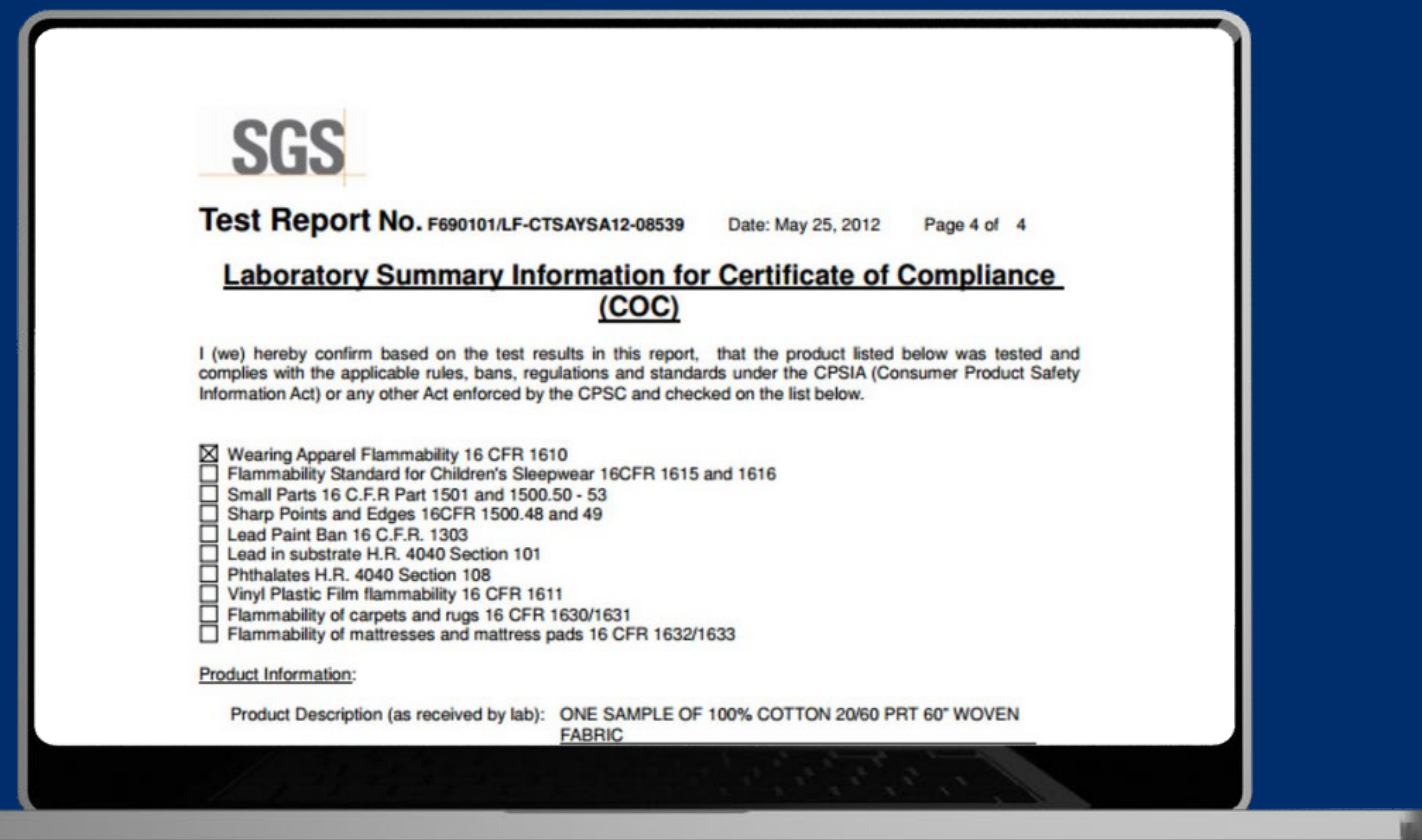 SGS
Test Report No. F690101/LF-CTSAYSA12-08539 Date: May 25, 2012 Page 4 of 4
Laboratory Summary Information for Certificate of Compliance
(COC)
I (we) hereby confirm based on the test results in this report, that the product listed below was tested and
complies with the applicable rules, bans, regulations and standards under the CPSIA (Consumer Product Safety
Information Act) or any other Act enforced by the CPSC and checked on the list below.
☒ Wearing Apparel Flammability 16 CFR 1610
☐ Flammability Standard for Children's Sleepwear 16CFR 1615 and 1616
☐ Small Parts 16 C.F.R Part 1501 and 1500.50 - 53
☐ Sharp Points and Edges 16CFR 1500.48 and 49
☐ Lead Paint Ban 16 C.F.R. 1303
☐ Lead in substrate H.R. 4040 Section 101
☐ Phthalates H.R. 4040 Section 108
☐ Vinyl Plastic Film flammability 16 CFR 1611
☐ Flammability of carpets and rugs 16 CFR 1630/1631
☐ Flammability of mattresses and mattress pads 16 CFR 1632/1633
Product Information:
Product Description (as received by lab): ONE SAMPLE OF 100% COTTON 20/60 PRT 60" WOVEN
FABRIC